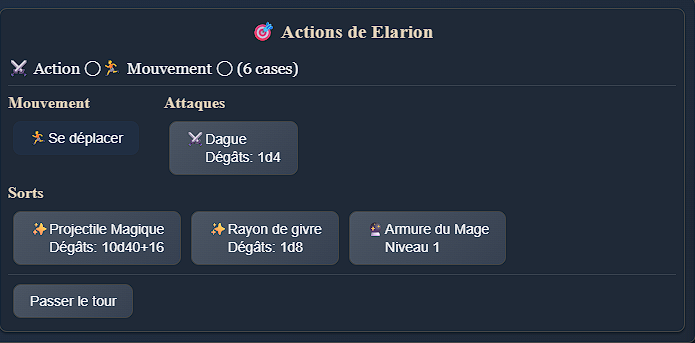 Actions de Elarion
Action Mouvement (6 cases)
Mouvement
Se déplacer
Attaques
Dague
Dégâts: 1d4
Sorts
Projectile Magique
Dégâts: 10d40+16
Rayon de givre
Dégâts: 1d8
Armure du Mage
Niveau 1
Passer le tour